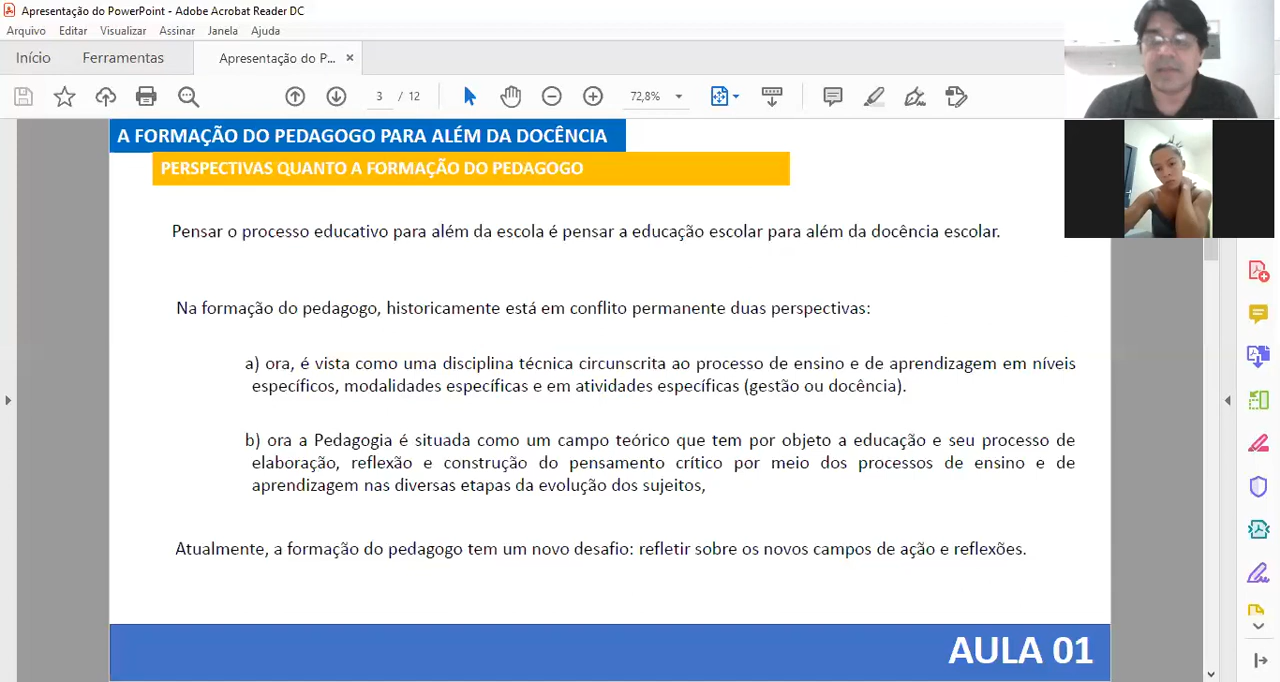 Apresentação do PowerPoint - Adobe Acrobat Reader DC
Arquivo Editar Visualizar Assinar Janela Ajuda
Início Ferramentas Apresentação do P... ×
3 / 12 72,8%
A FORMAÇÃO DO PEDAGOGO PARA ALÉM DA DOCÊNCIA
PERSPECTIVAS QUANTO A FORMAÇÃO DO PEDAGOGO
Pensar o processo educativo para além da escola é pensar a educação escolar para além da docência escolar.
Na formação do pedagogo, historicamente está em conflito permanente duas perspectivas:
a) ora, é vista como uma disciplina técnica circunscrita ao processo de ensino e de aprendizagem em níveis
específicos, modalidades específicas e em atividades específicas (gestão ou docência).
b) ora a Pedagogia é situada como um campo teórico que tem por objeto a educação e seu processo de
elaboração, reflexão e construção do pensamento crítico por meio dos processos de ensino e de
aprendizagem nas diversas etapas da evolução dos sujeitos,
Atualmente, a formação do pedagogo tem um novo desafio: refletir sobre os novos campos de ação e reflexões.
AULA 01